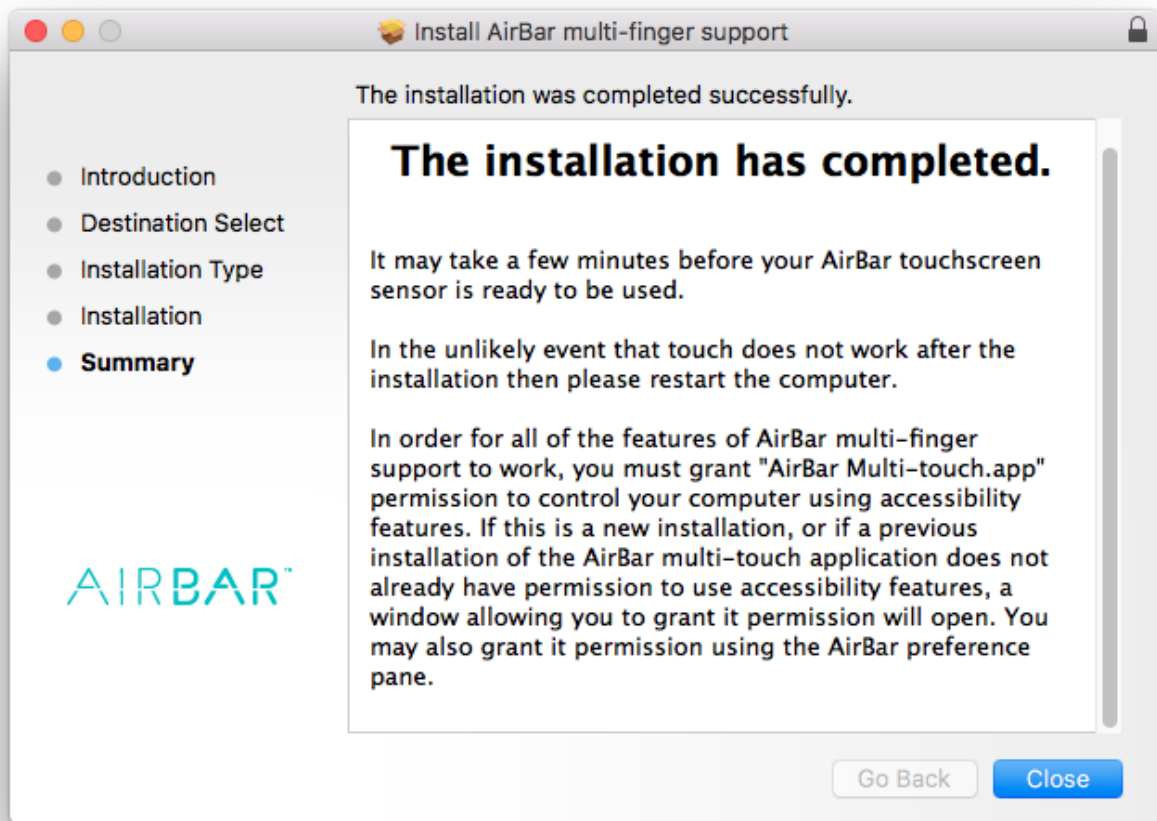 Install AirBar multi-finger support
The installation was completed successfully.
Introduction
Destination Select
Installation Type
Installation
Summary
AIRBAR™
The installation has completed.
It may take a few minutes before your AirBar touchscreen
sensor is ready to be used.
In the unlikely event that touch does not work after the
installation then please restart the computer.
In order for all of the features of AirBar multi-finger
support to work, you must grant "AirBar Multi-touch.app"
permission to control your computer using accessibility
features. If this is a new installation, or if a previous
installation of the AirBar multi-touch application does not
already have permission to use accessibility features, a
window allowing you to grant it permission will open. You
may also grant it permission using the AirBar preference
pane.
Go Back
Close